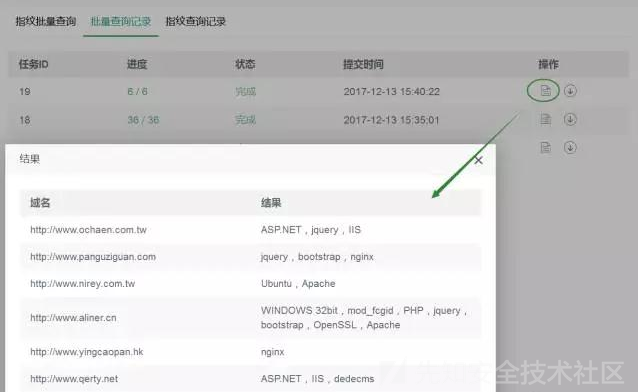 指纹批量查询 批量查询记录 指纹查询记录
任务ID 进度 状态 提交时间 操作
19 6 / 6 完成 2017-12-13 15:40:22
18 36 / 36 完成 2017-12-13 15:35:01
结果 ×
域名 结果
http://www.ochaen.com.tw ASP.NET , jquery , IIS
http://www.panguziguan.com jquery , bootstrap , nginx
http://www.nirey.com.tw Ubuntu , Apache
http://www.aliner.cn WINDOWS 32bit , mod_fcgid , PHP , jquery ,
bootstrap , OpenSSL , Apache
http://www.yingcaopan.hk nginx
http://www.qerty.net ASP.NET , IIS , dedecms
安全技术社区